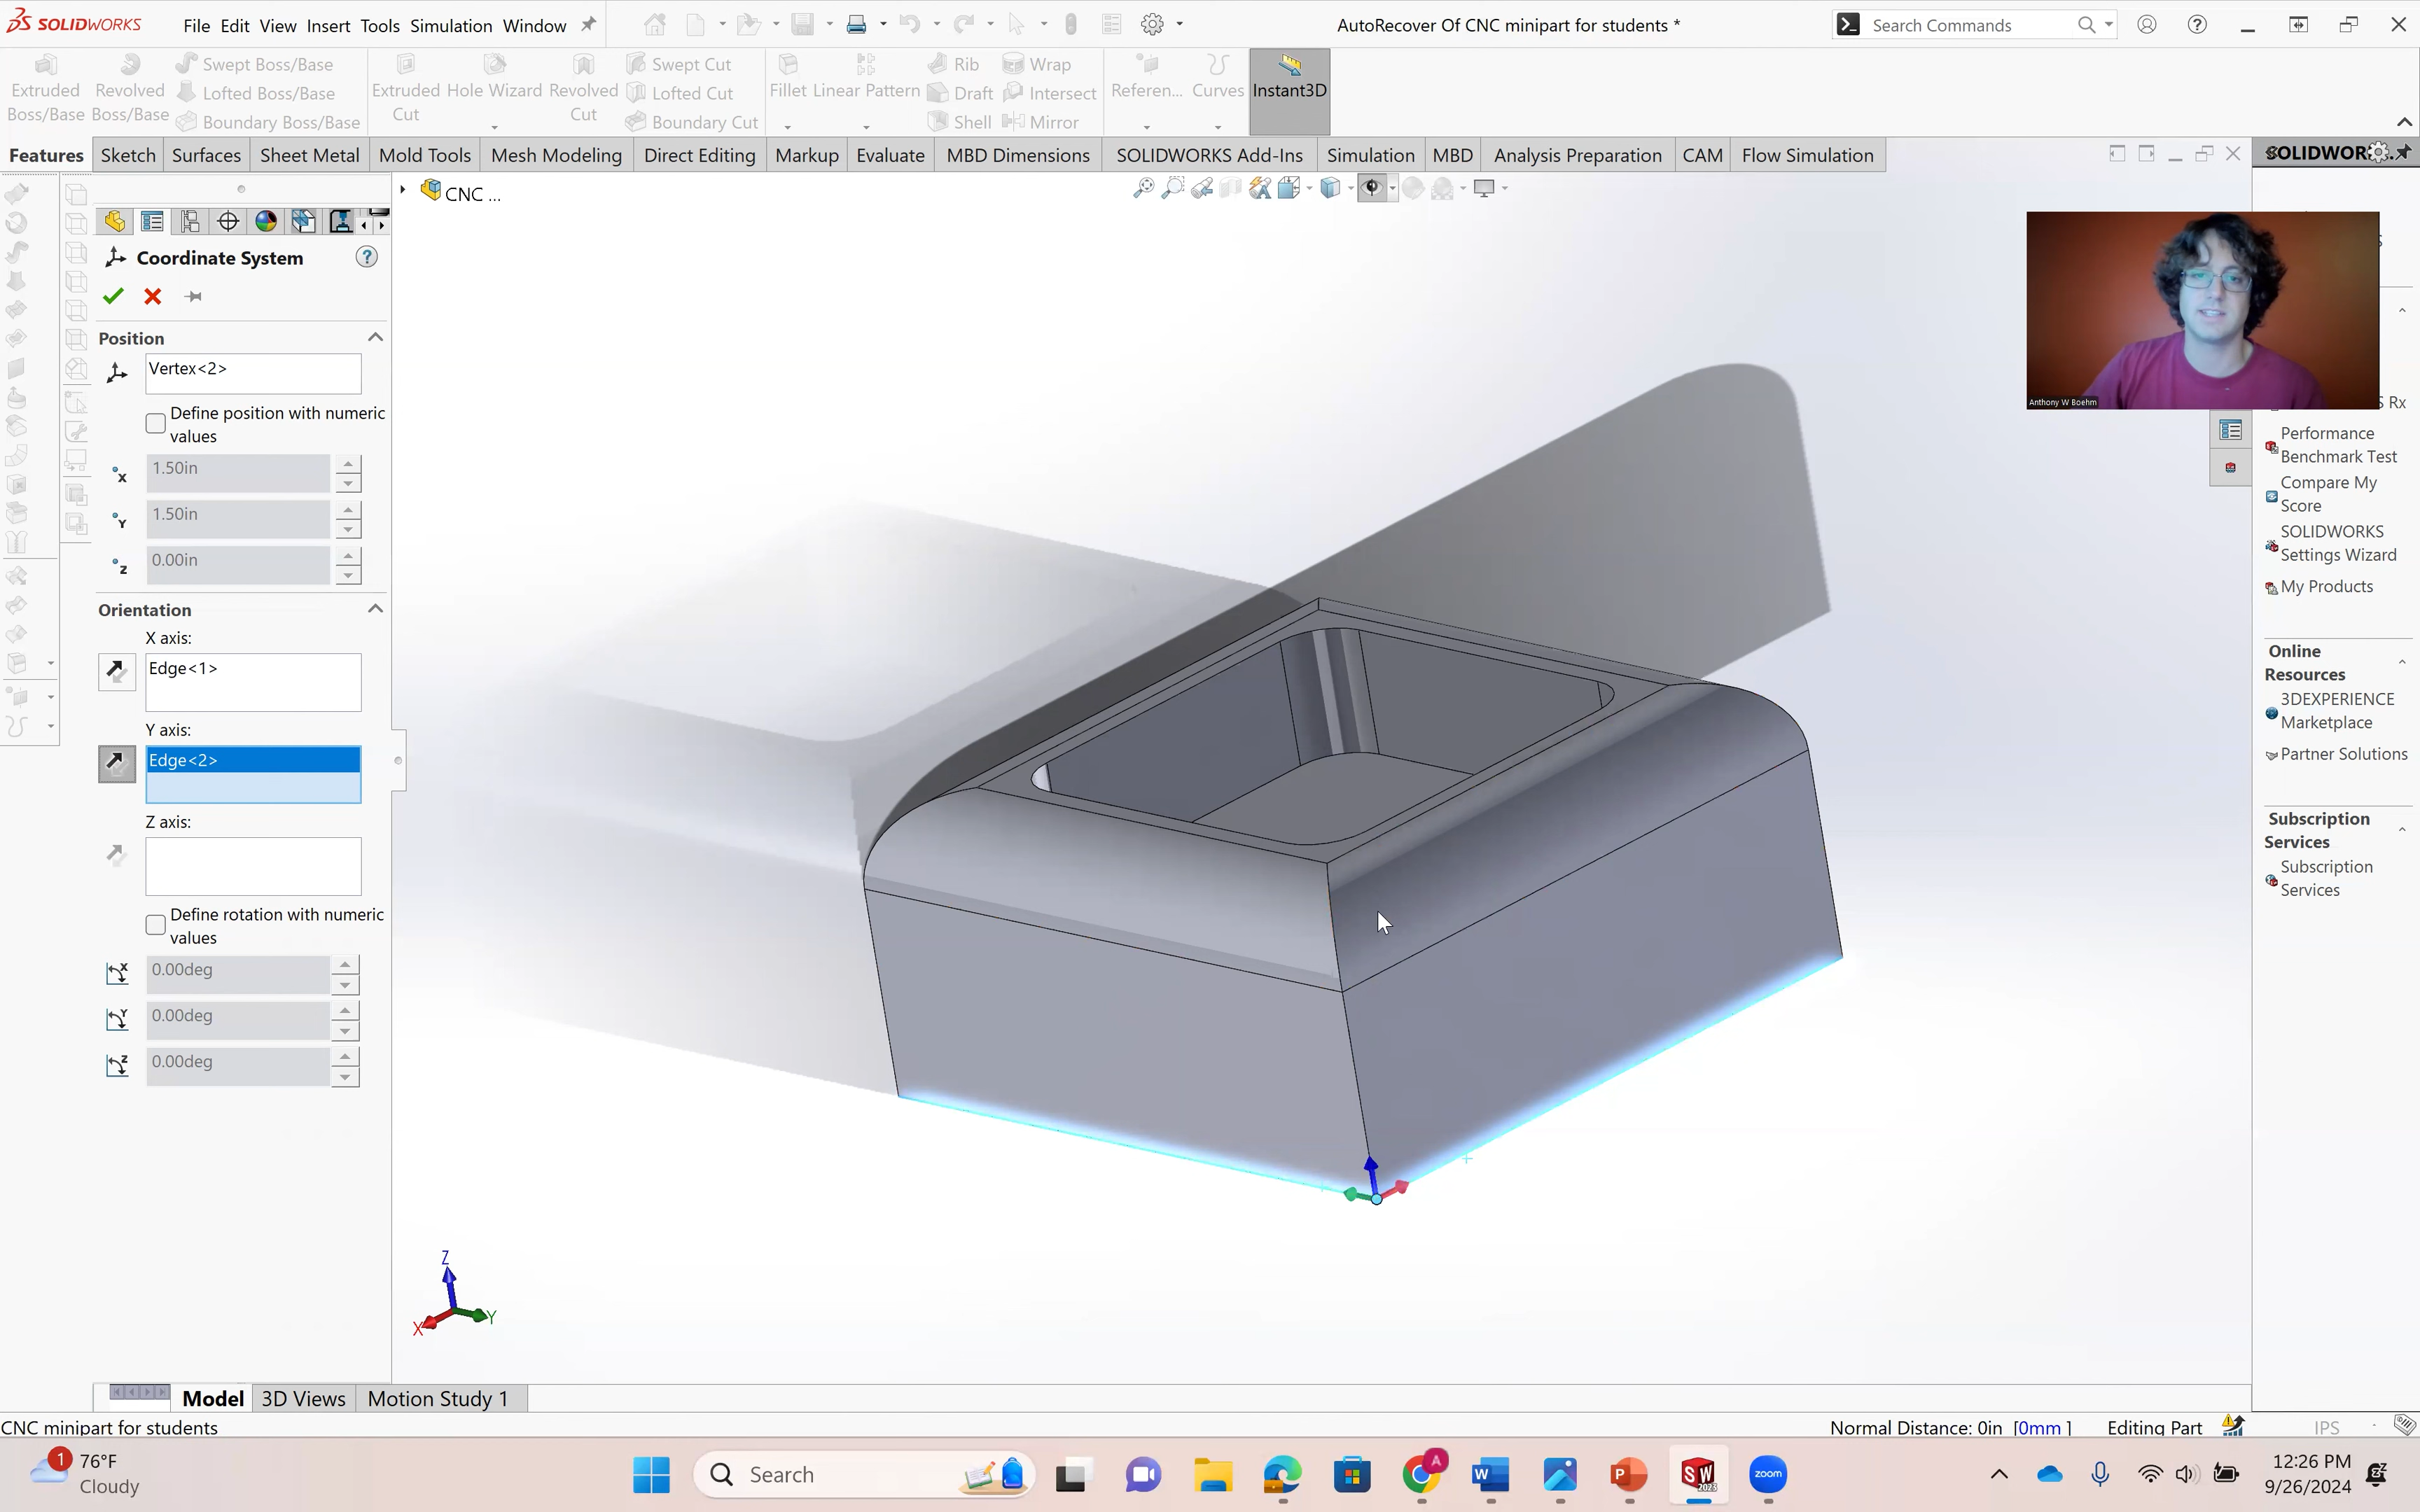 SOLIDWORKS File Edit View Insert Tools Simulation Window
AutoRecover Of CNC minipart for students *
Search Commands
Extruded
Boss/Base
Revolved
Boss/Base
Swept Boss/Base
Lofted Boss/Base
Boundary Boss/Base
Extruded
Cut
Hole Wizard
Revolved
Cut
Swept Cut
Lofted Cut
Boundary Cut
Fillet
Linear Pattern
Rib
Draft
Shell
Wrap
Intersect
Mirror
Referen...
Curves
Instant3D
Features Sketch Surfaces Sheet Metal Mold Tools Mesh Modeling Direct Editing Markup Evaluate MBD Dimensions SOLIDWORKS Add-Ins Simulation MBD Analysis Preparation CAM Flow Simulation
CNC ...
Coordinate System
Position
Vertex<2>
Define position with numeric
values
X
1.50in
Y
1.50in
Z
0.00in
Orientation
X axis:
Edge<1>
Y axis:
Edge<2>
Z axis:
Define rotation with numeric
values
X
0.00deg
Y
0.00deg
Z
0.00deg
Z
Y
X
Anthony W Boehm
S Rx
Performance
Benchmark Test
Compare My
Score
SOLIDWORKS
Settings Wizard
My Products
Online
Resources
3DEXPERIENCE
Marketplace
Partner Solutions
Subscription
Services
Subscription
Services
Model 3D Views Motion Study 1
CNC minipart for students
Normal Distance: 0in [0mm ] Editing Part IPS -
1
76°F
Cloudy
Search
A
W
P
SW
2023
zoom
12:26 PM
9/26/2024